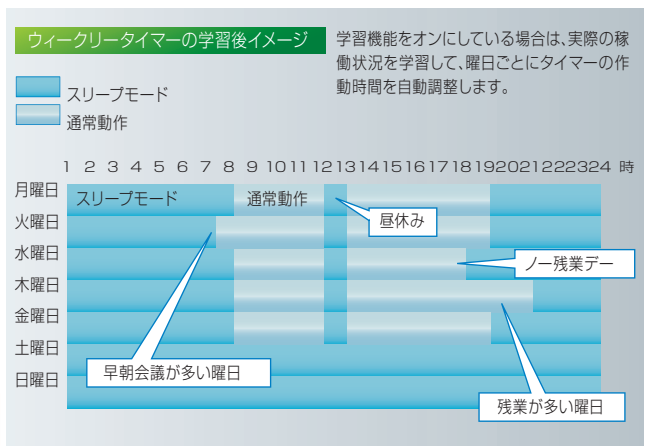 ウィークリータイマーの学習後イメージ
学習機能をオンにしている場合は、実際の稼
働状況を学習して、曜日ごとにタイマーの作
動時間を自動調整します。
スリープモード
通常動作
1 2 3 4 5 6 7 8 9 10 11 12 13 14 15 16 17 18 19 20 21 22 23 24 時
月曜日 スリープモード 通常動作
昼休み
火曜日
水曜日
ノー残業デー
木曜日
金曜日
土曜日
早朝会議が多い曜日
日曜日
残業が多い曜日